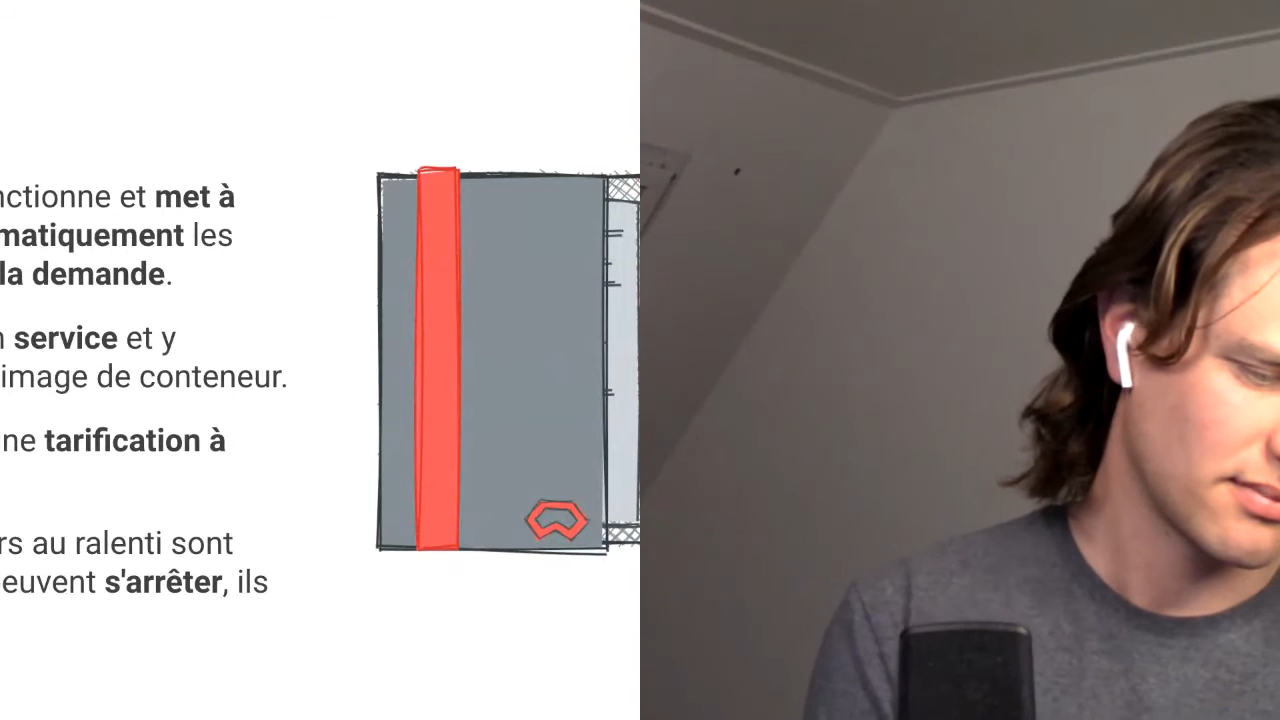 nctionne et met à
matiquement les
la demande.
n service et y
image de conteneur.
ne tarification à
rs au ralenti sont
euvent s'arrêter, ils